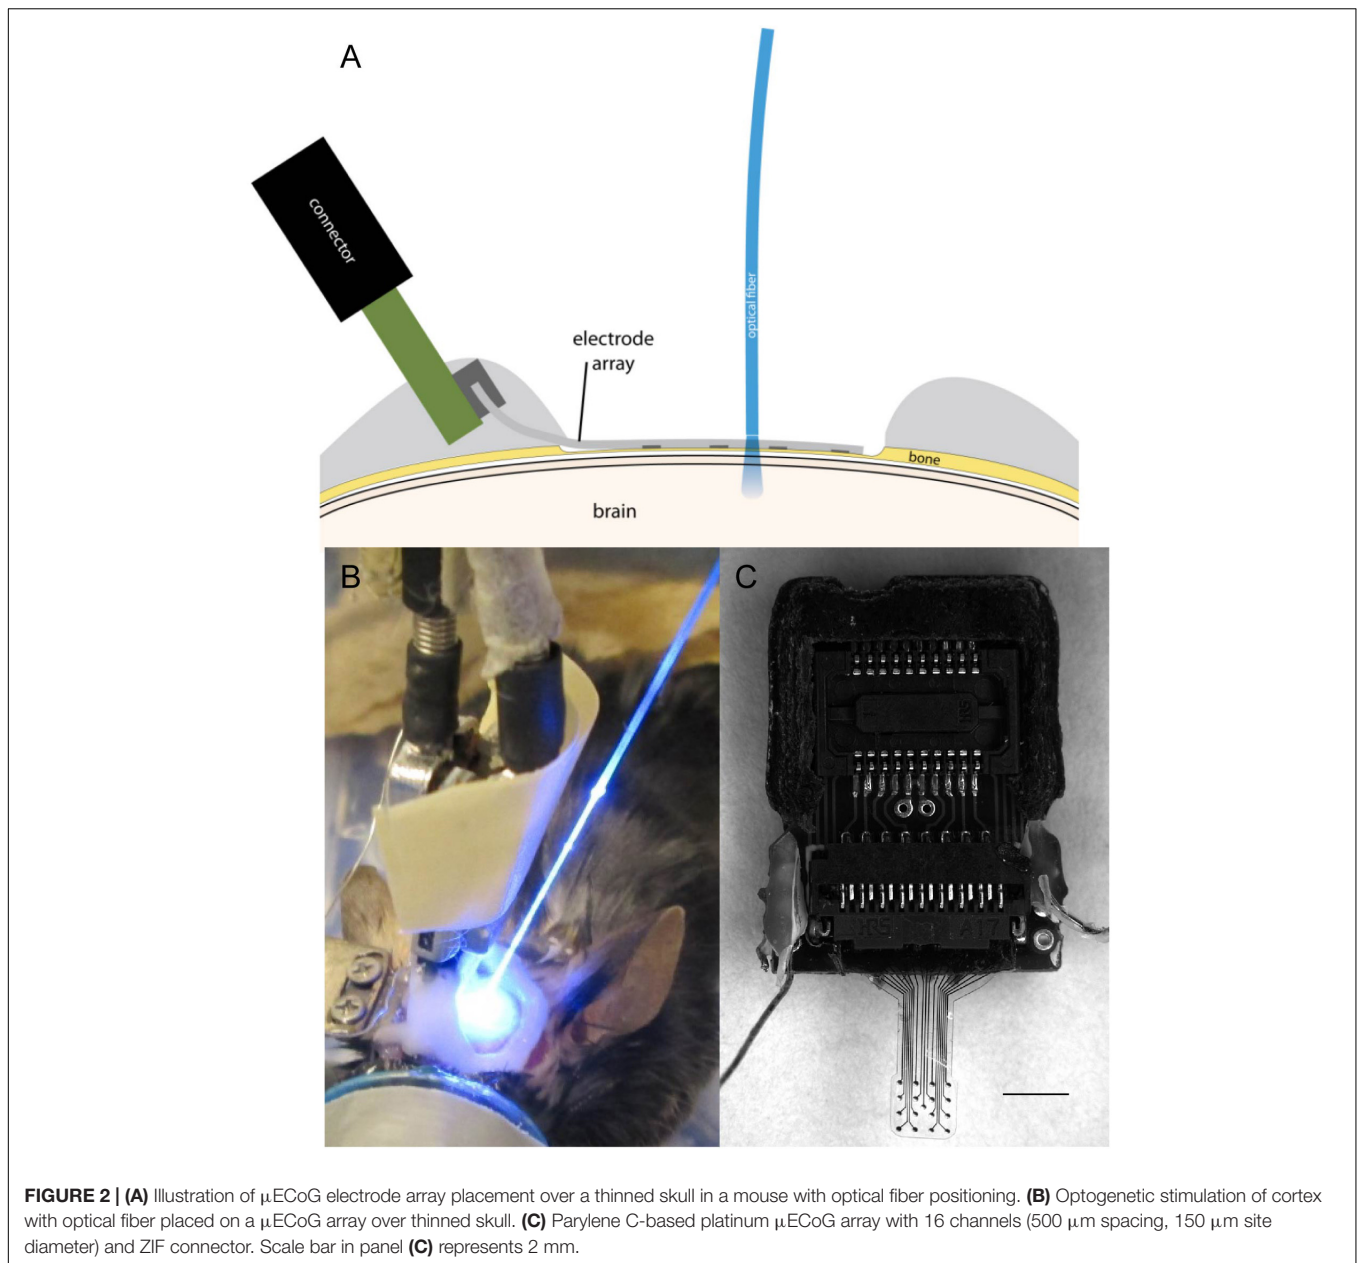 A
connector
optical fiber
electrode
array
bone
brain
B
C
HRS
HRS
A17
FIGURE 2 | (A) Illustration of μECoG electrode array placement over a thinned skull in a mouse with optical fiber positioning. (B) Optogenetic stimulation of cortex
with optical fiber placed on a μECoG array over thinned skull. (C) Parylene C-based platinum μECoG array with 16 channels (500 μm spacing, 150 μm site
diameter) and ZIF connector. Scale bar in panel (C) represents 2 mm.